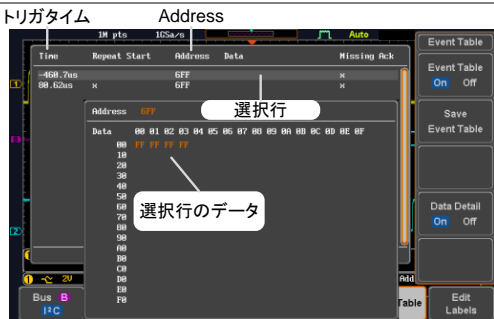 トリガタイム Address
1M pts 1GSa/s Auto
Event Table
Time Repeat Start Address Data Missing Ack
-460.7us 6FF x
80.62us x 6FF x
Event Table
On Off
選択行
Address 6FF
Data 00 01 02 03 04 05 06 07 08 09 0A 0B 0C 0D 0E 0F
00 FF FF FF FF
10
20
30
40
50
60
70
80
90
A0
B0
C0
D0
E0
F0
選択行のデータ
Save
Event Table
Data Detail
On Off
1 2V
Add
Bus B
I²C
Table
Edit
Labels